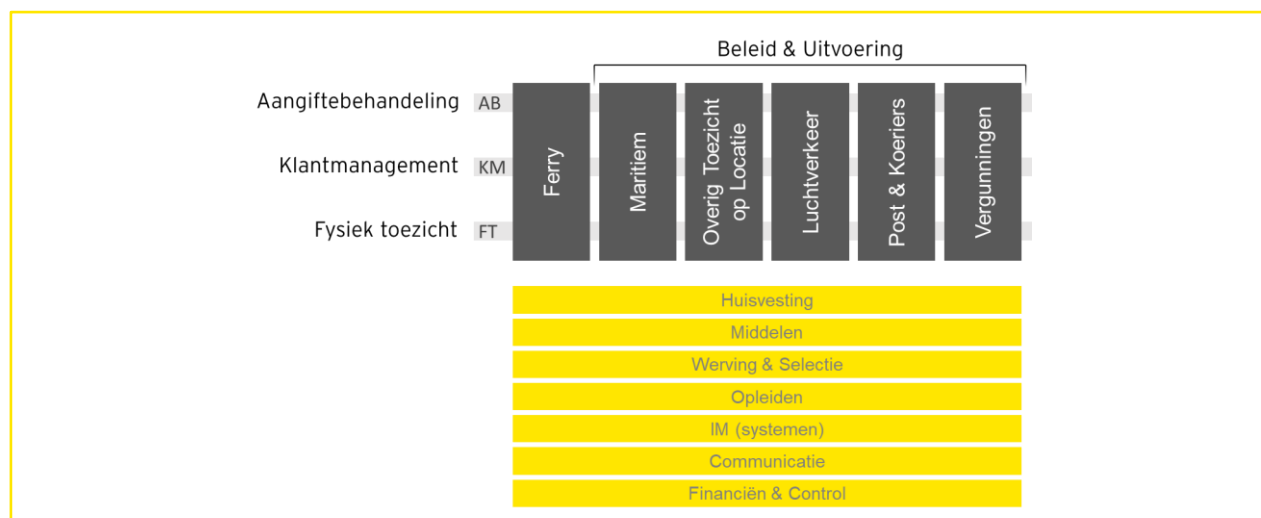 Beleid & Uitvoering
Aangiftebehandeling AB
Klantmanagement KM
Fysiek toezicht FT
Ferry
Maritiem
Overig Toezicht
op Locatie
Luchtverkeer
Post & Koeriers
Vergunningen
Huisvesting
Middelen
Werving & Selectie
Opleiden
IM (systemen)
Communicatie
Financiën & Control